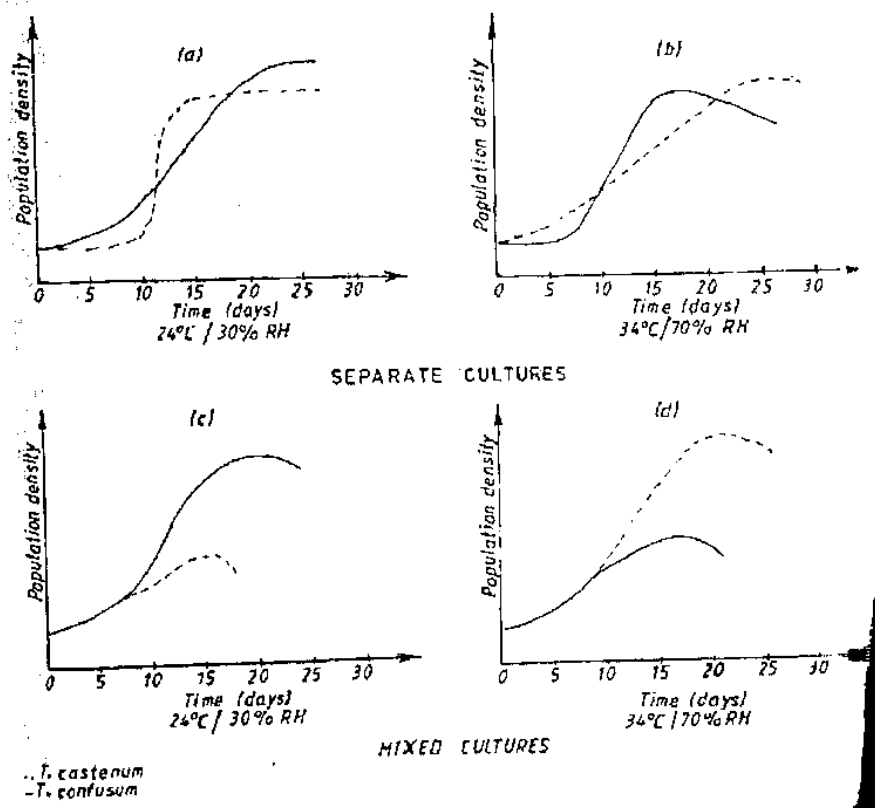 (a)
Population density
0 5 10 15 20 25 30
Time (days)
24°C / 30% RH
(b)
Population density
0 5 10 15 20 25 30
Time (days)
34°C/70% RH
SEPARATE CULTURES
(c)
Population density
0 5 10 15 20 25 30
Time (days)
24°C / 30% RH
(d)
Population density
0 5 10 15 20 25 30
Time (days)
34°C/70% RH
MIXED CULTURES
..T. castenum
-T. confusum